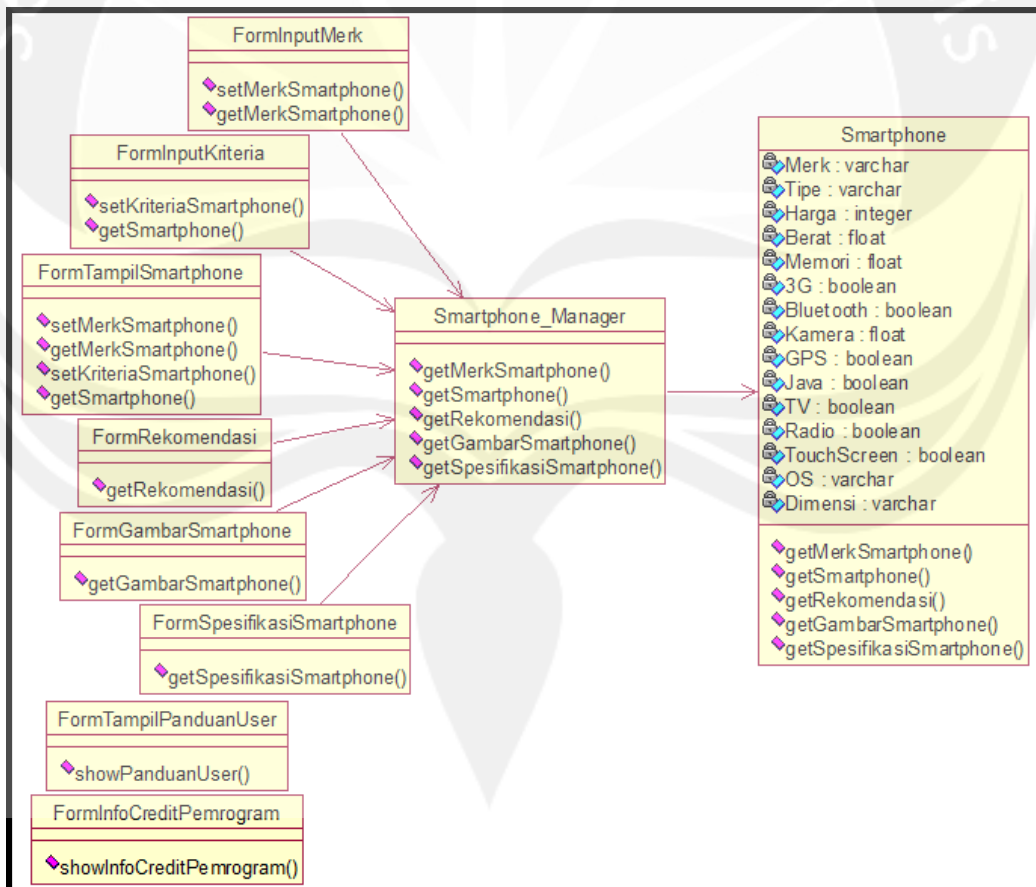 FormInputMerk
setMerkSmartphone()
getMerkSmartphone()
FormInputKriteria
setKriteriaSmartphone()
getSmartphone()
FormTampilSmartphone
setMerkSmartphone()
getMerkSmartphone()
setKriteriaSmartphone()
getSmartphone()
FormRekomendasi
getRekomendasi()
FormGambarSmartphone
getGambarSmartphone()
FormSpesifikasiSmartphone
getSpesifikasiSmartphone()
FormTampilPanduanUser
showPanduanUser()
FormInfoCreditPemrogram
showInfoCreditPemrogram()
Smartphone_Manager
getMerkSmartphone()
getSmartphone()
getRekomendasi()
getGambarSmartphone()
getSpesifikasiSmartphone()
Smartphone
Merk : varchar
Tipe : varchar
Harga : integer
Berat : float
Memori : float
3G : boolean
Bluetooth : boolean
Kamera : float
GPS : boolean
Java : boolean
TV : boolean
Radio : boolean
TouchScreen : boolean
OS : varchar
Dimensi : varchar
getMerkSmartphone()
getSmartphone()
getRekomendasi()
getGambarSmartphone()
getSpesifikasiSmartphone()